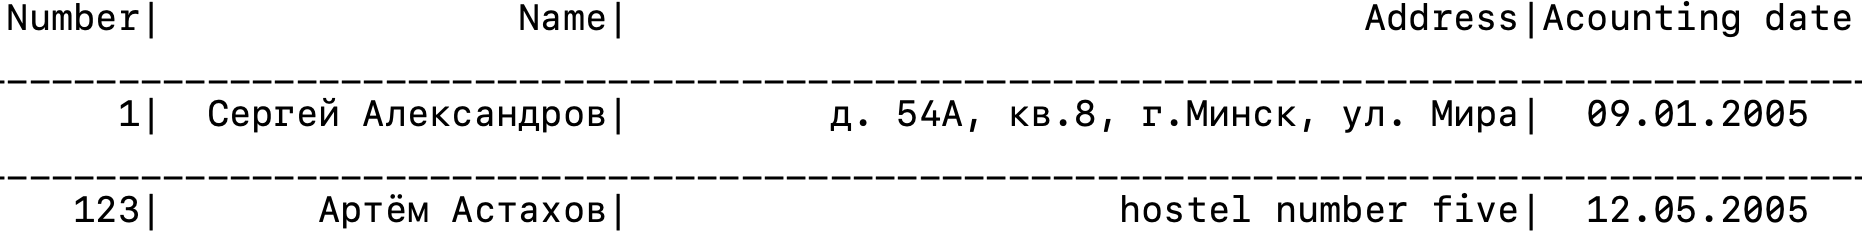 Number| Name| Address|Acounting date
------------------------------------------------------------------------------------
1| Сергей Александров| д. 54А, кв.8, г.Минск, ул. Мира| 09.01.2005
------------------------------------------------------------------------------------
123| Артём Астахов| hostel number five| 12.05.2005